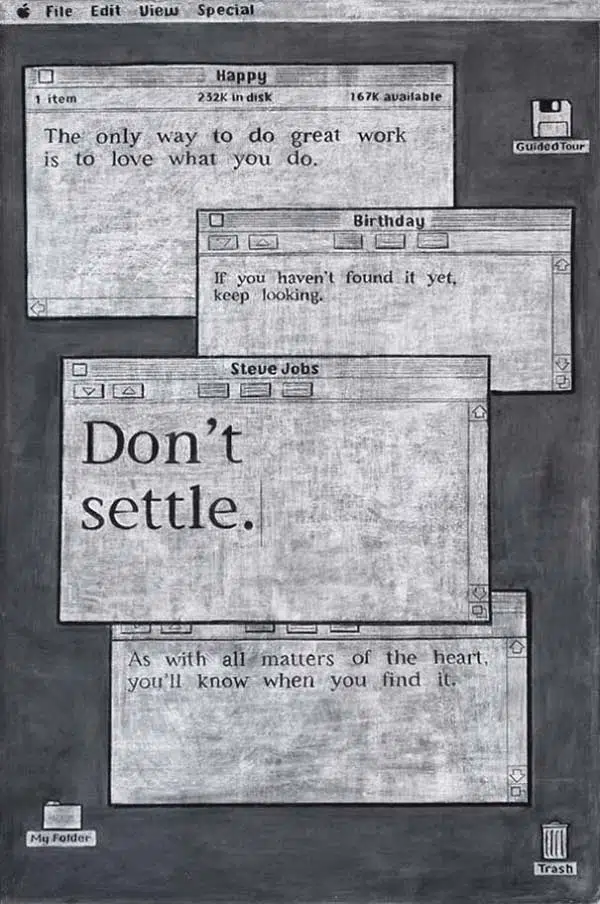 File Edit View Special
Happy
1 item 232K in disk 167K available
The only way to do great work
is to love what you do.
GuidedTour
Birthday
If you haven't found it yet,
keep looking.
Steve Jobs
Don't
settle.
As with all matters of the heart,
you'll know when you find it.
My Folder
Trash